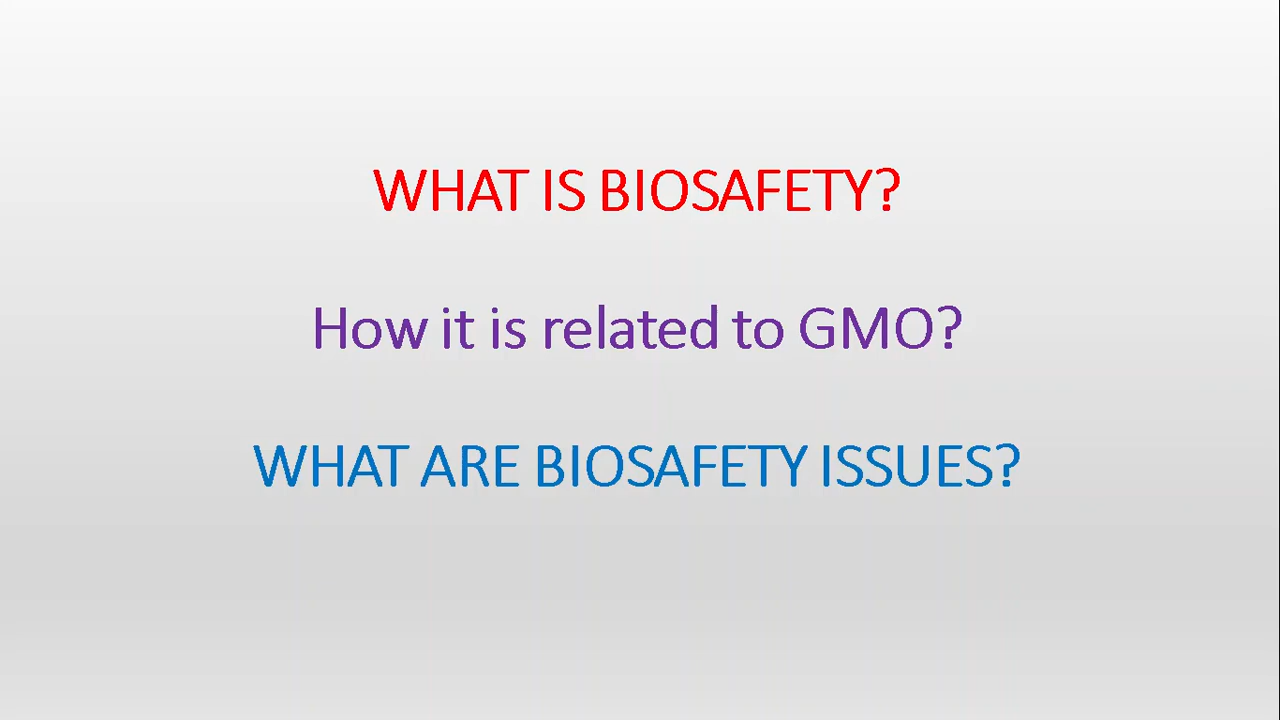 WHAT IS BIOSAFETY?
How it is related to GMO?
WHAT ARE BIOSAFETY ISSUES?